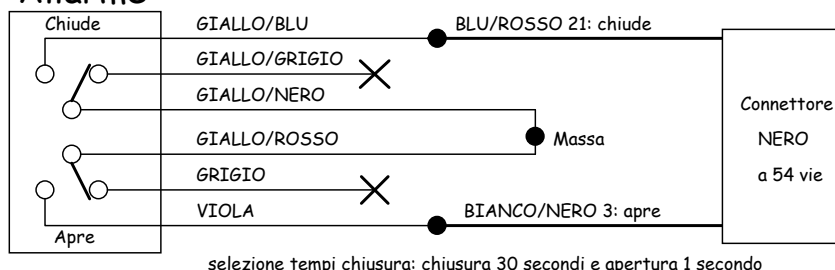 Chiude
GIALLO/BLU
BLU/ROSSO 21: chiude
GIALLO/GRIGIO
GIALLO/NERO
Connettore
NERO
a 54 vie
GIALLO/ROSSO
Massa
GRIGIO
VIOLA
BIANCO/NERO 3: apre
Apre
selezione tempi chiusura: chiusura 30 secondi e apertura 1 secondo